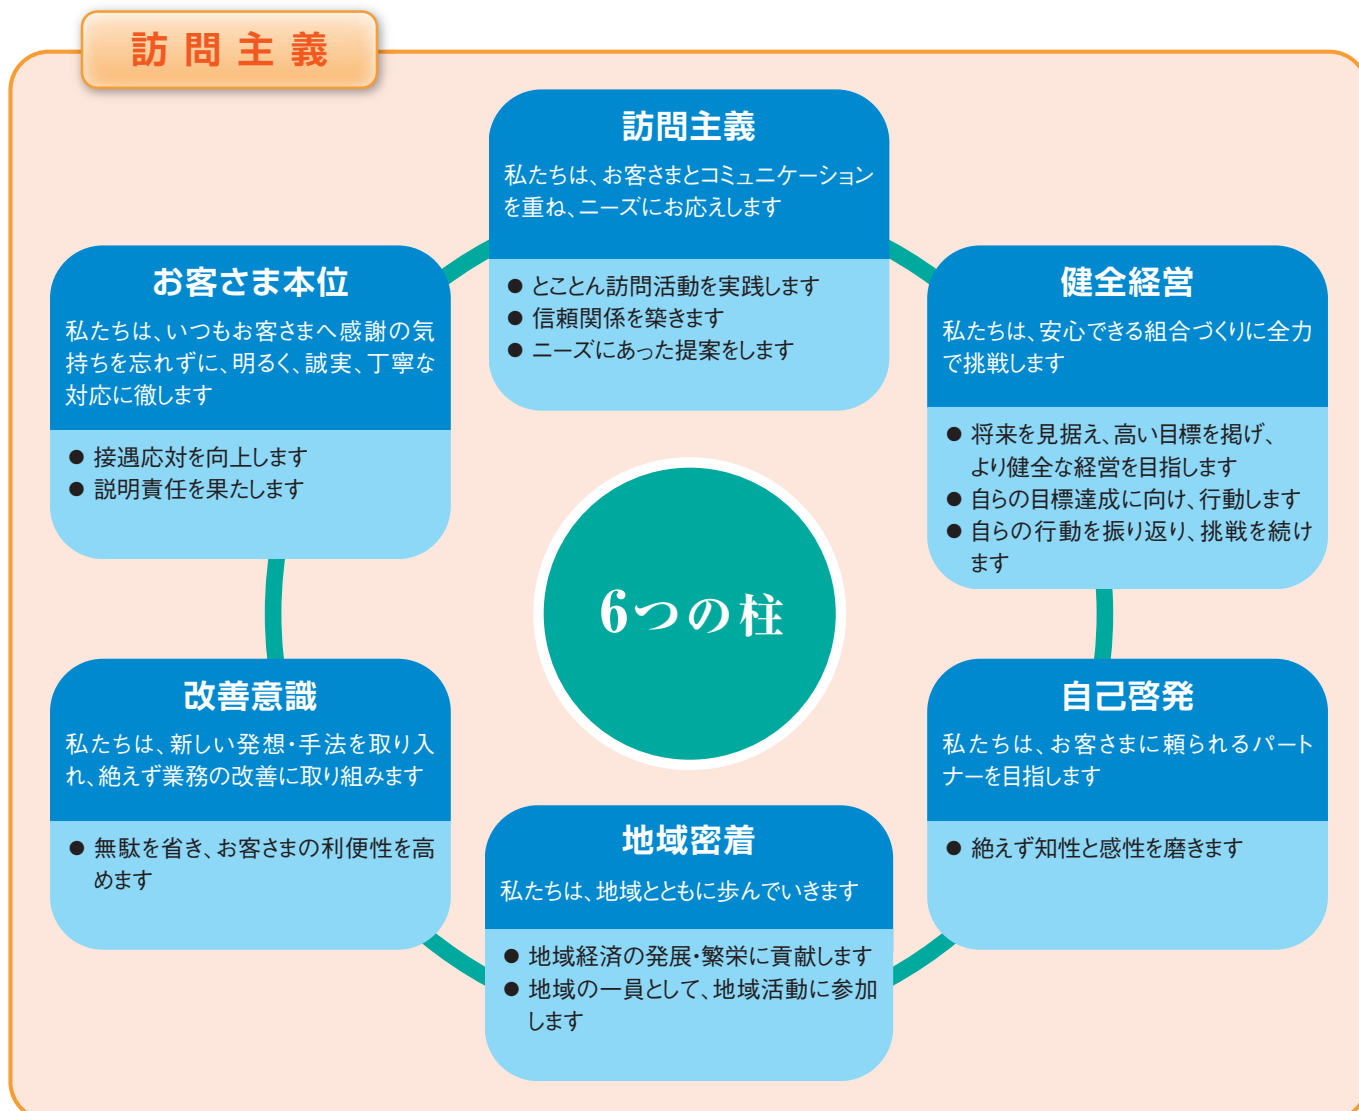 訪問主義
訪問主義
私たちは、お客さまとコミュニケーション
を重ね、ニーズにお応えします
● とことん訪問活動を実践します
● 信頼関係を築きます
● ニーズにあった提案をします
健全経営
私たちは、安心できる組合づくりに全力
で挑戦します
● 将来を見据え、高い目標を掲げ、
より健全な経営を目指します
● 自らの目標達成に向け、行動します
● 自らの行動を振り返り、挑戦を続け
ます
自己啓発
私たちは、お客さまに頼られるパート
ナーを目指します
● 絶えず知性と感性を磨きます
地域密着
私たちは、地域とともに歩んでいきます
● 地域経済の発展・繁栄に貢献します
● 地域の一員として、地域活動に参加
します
改善意識
私たちは、新しい発想・手法を取り入
れ、絶えず業務の改善に取り組みます
● 無駄を省き、お客さまの利便性を高
めます
お客さま本位
私たちは、いつもお客さまへ感謝の気
持ちを忘れずに、明るく、誠実、丁寧な
対応に徹します
● 接遇応対を向上します
● 説明責任を果たします
6つの柱